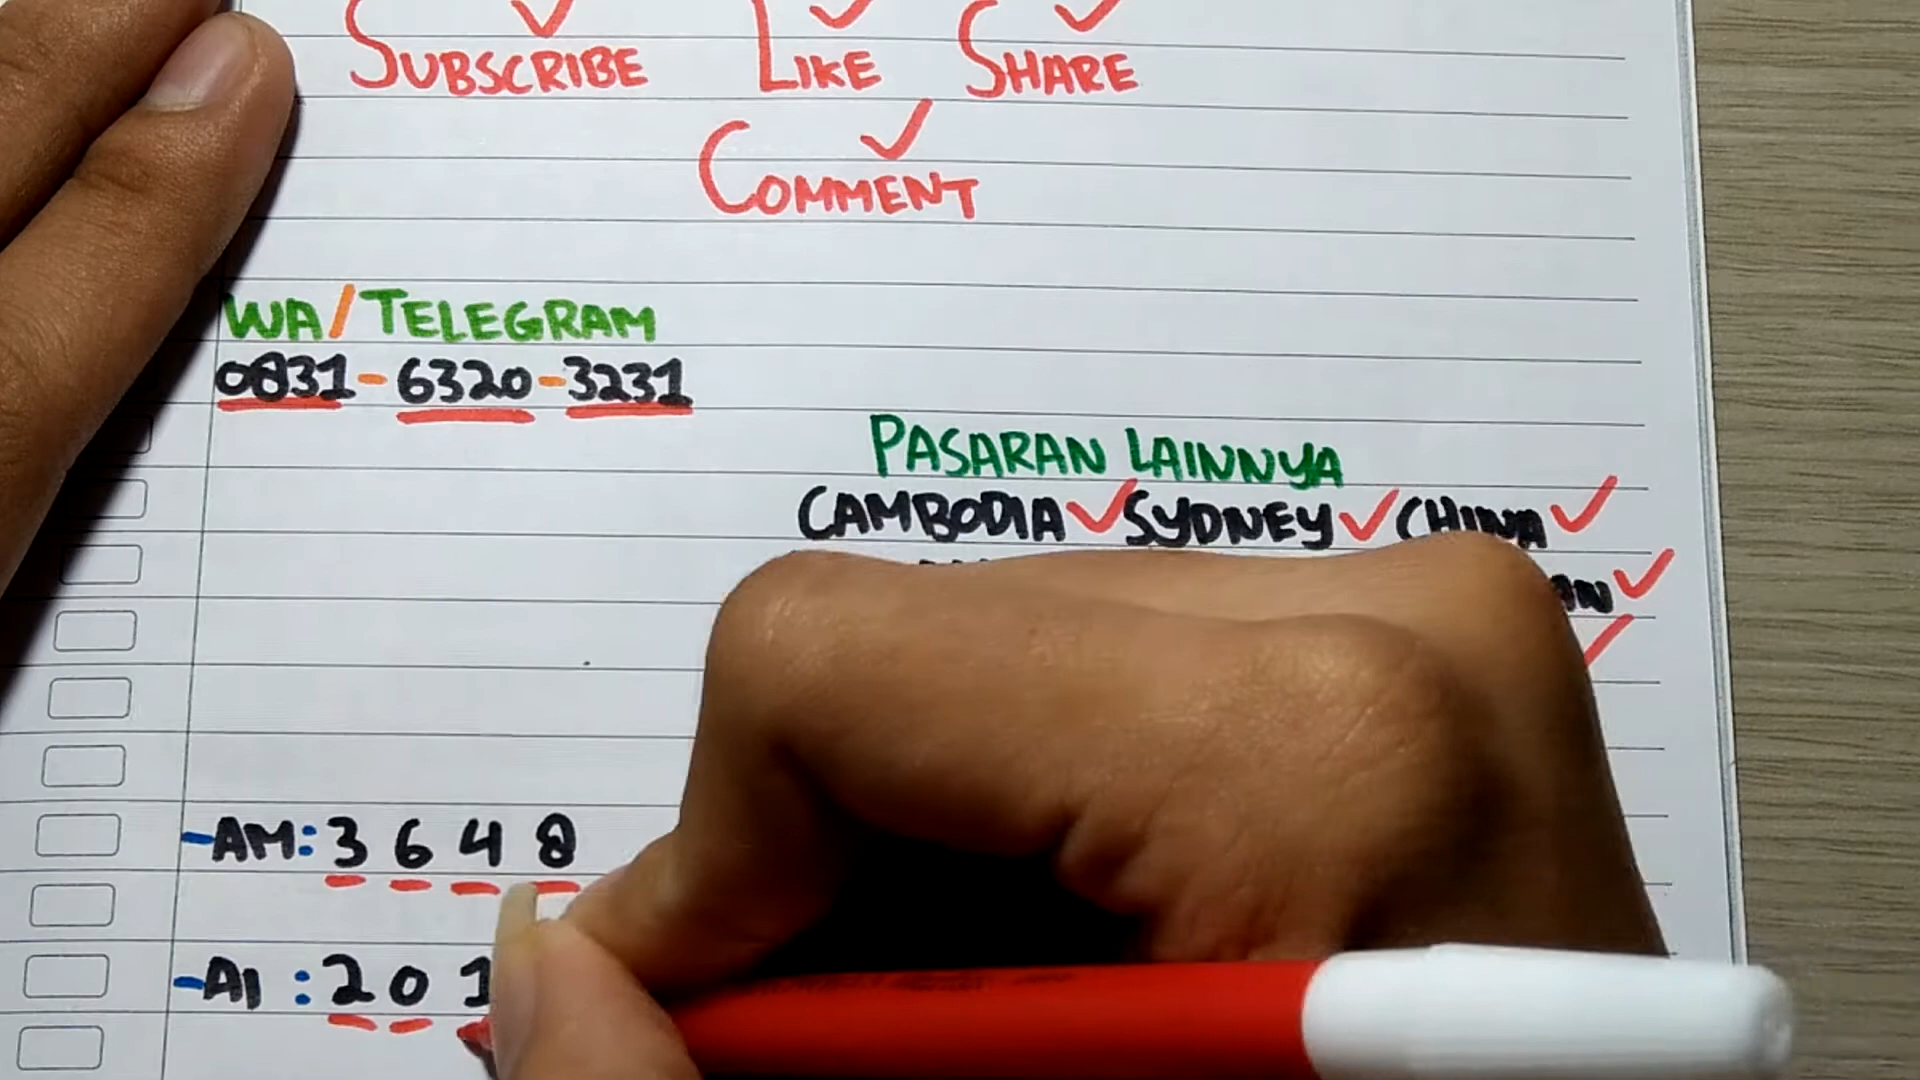 SUBSCRIBE LIKE SHARE
COMMENT
WA/TELEGRAM
0831-6320-3231
PASARAN LAINNYA
CAMBODIA SYDNEY CHINA
-AM: 3 6 4 8
-AI : 2 0 1